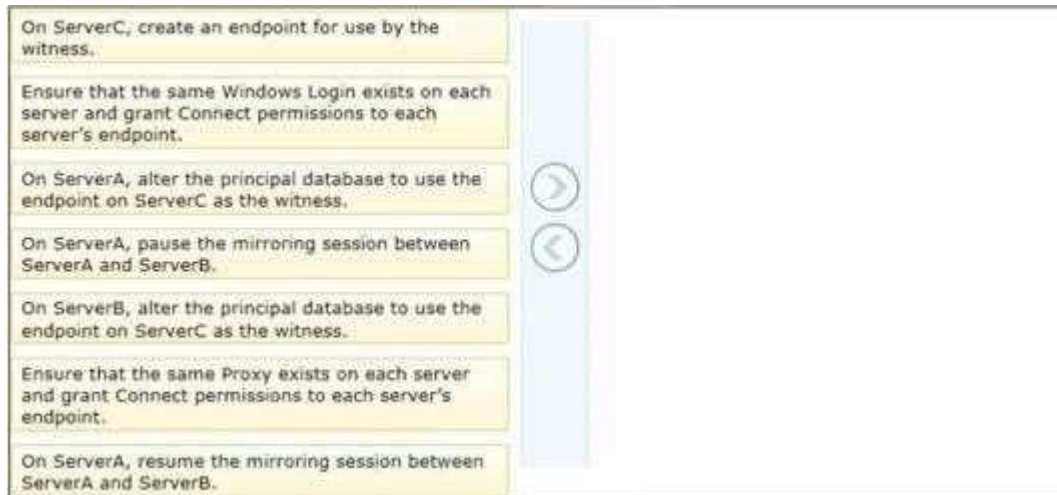 On ServerC, create an endpoint for use by the
witness.
Ensure that the same Windows Login exists on each
server and grant Connect permissions to each
server's endpoint.
On ServerA, alter the principal database to use the
endpoint on ServerC as the witness.
On ServerA, pause the mirroring session between
ServerA and ServerB.
On ServerB, alter the principal database to use the
endpoint on ServerC as the witness.
Ensure that the same Proxy exists on each server
and grant Connect permissions to each server's
endpoint.
On ServerA, resume the mirroring session between
ServerA and ServerB.